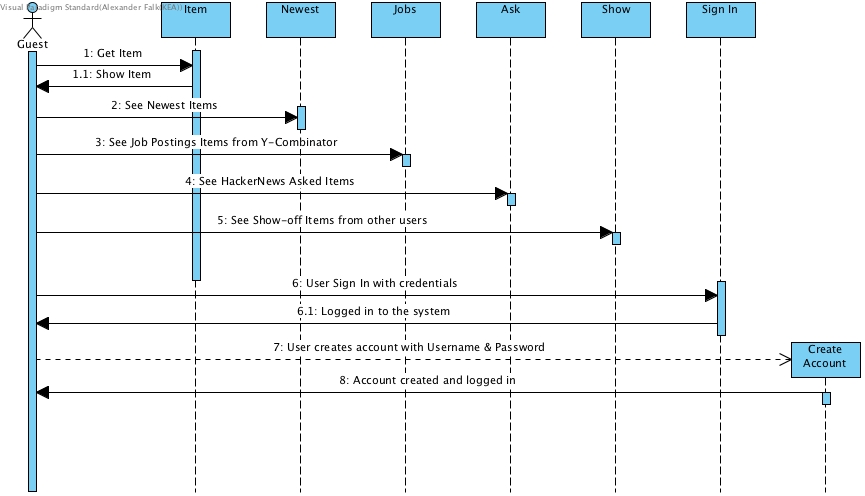 Visual Paradigm Standard(Alexander Falk(KEA))
Item
Newest
Jobs
Ask
Show
Sign In
Guest
1: Get Item
1.1: Show Item
2: See Newest Items
3: See Job Postings Items from Y-Combinator
4: See HackerNews Asked Items
5: See Show-off Items from other users
6: User Sign In with credentials
6.1: Logged in to the system
7: User creates account with Username & Password
Create
Account
8: Account created and logged in